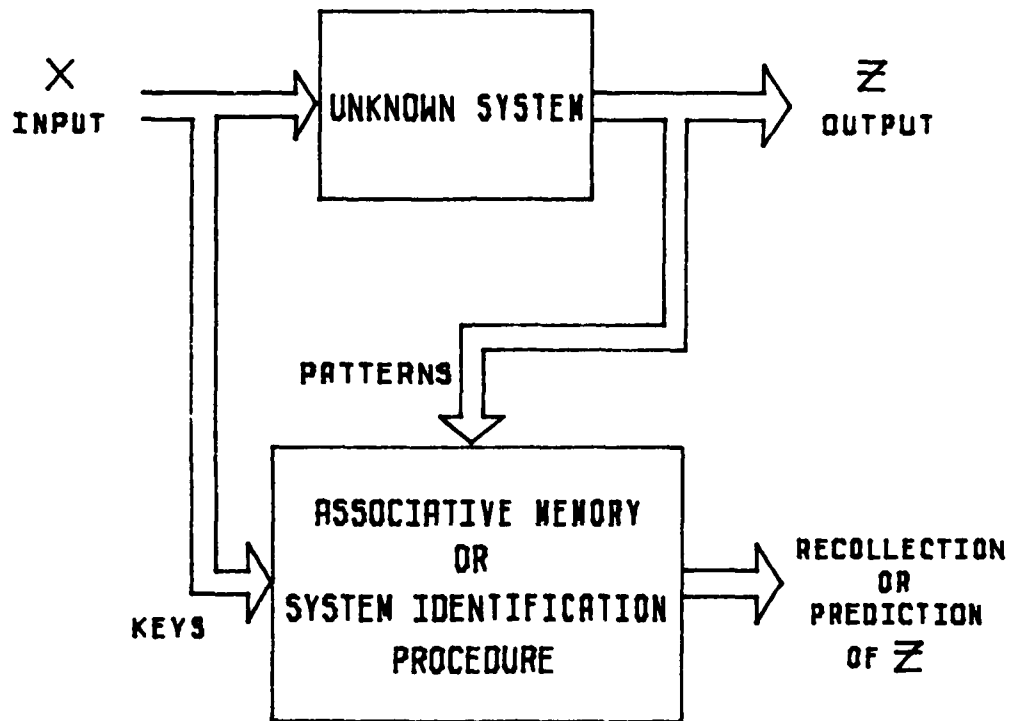 X
INPUT
UNKNOWN SYSTEM
Z
OUTPUT
PATTERNS
KEYS
ASSOCIATIVE MEMORY
OR
SYSTEM IDENTIFICATION
PROCEDURE
RECOLLECTION
OR
PREDICTION
OF Z